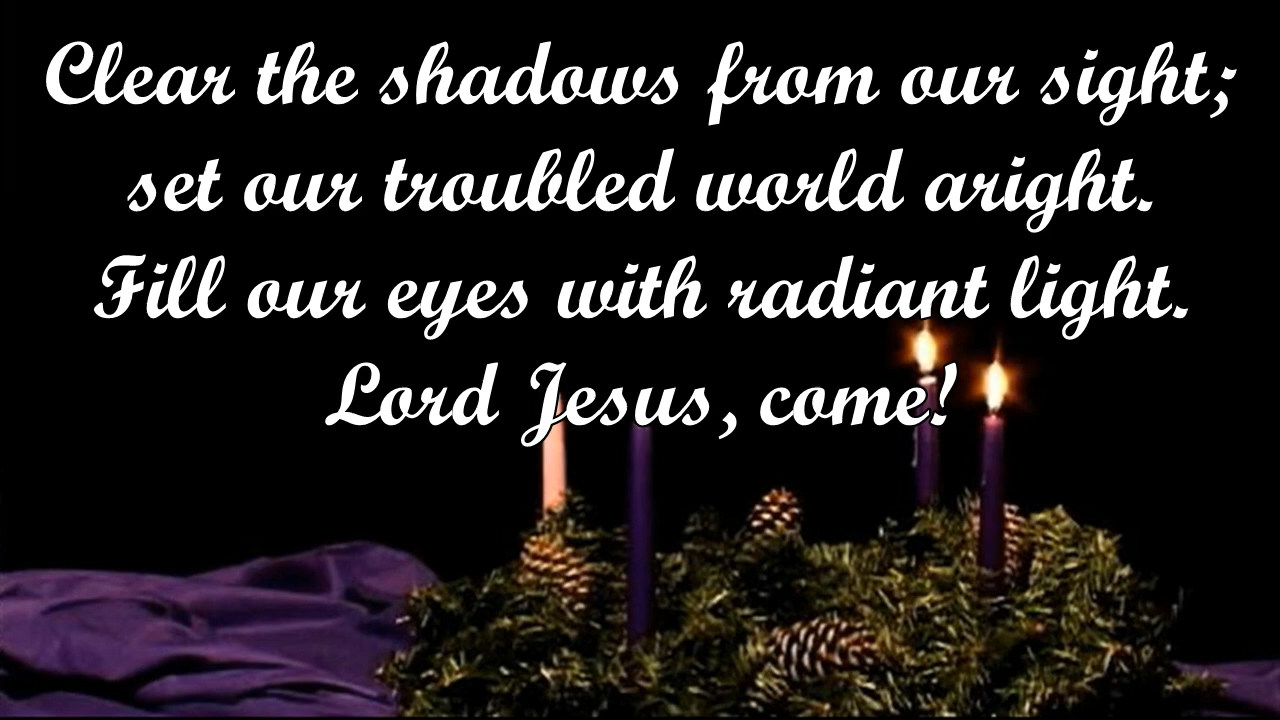 Clear the shadows from our sight;
set our troubled world aright.
Fill our eyes with radiant light.
Lord Jesus, come!